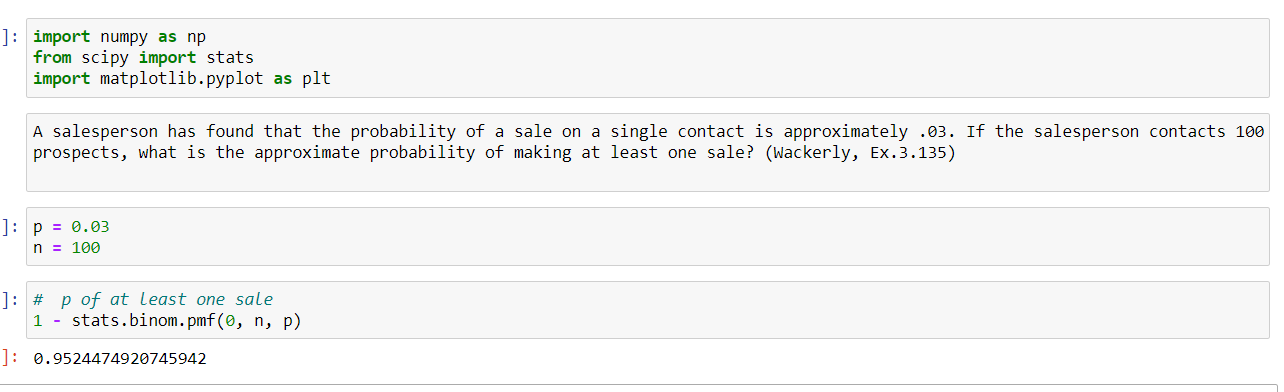 ]: import numpy as np
from scipy import stats
import matplotlib.pyplot as plt
A salesperson has found that the probability of a sale on a single contact is approximately .03. If the salesperson contacts 100
prospects, what is the approximate probability of making at least one sale? (Wackerly, Ex.3.135)
]: p = 0.03
n = 100
]: #  p of at least one sale
1 - stats.binom.pmf(0, n, p)
]: 0.9524474920745942